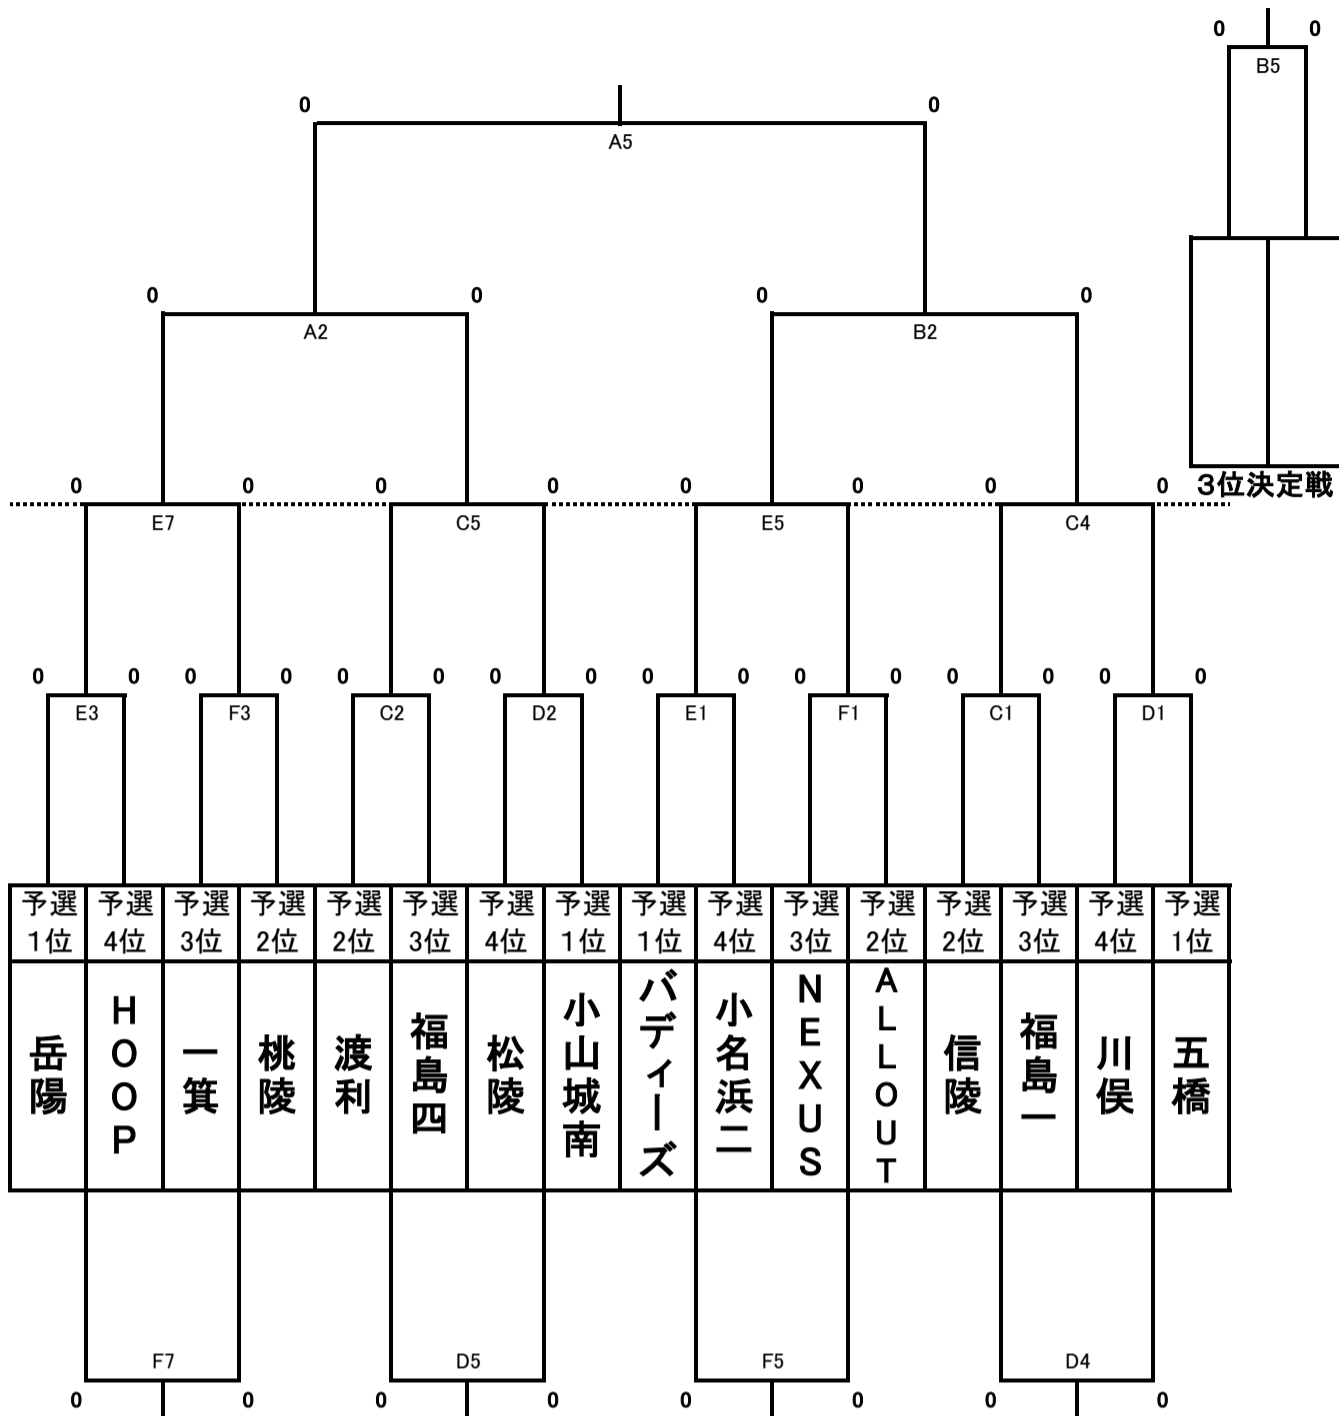 0 0
B5
0 0
A5
0 0 0 0
A2 B2
0 0 0 0 0 0 0 0
3位決定戦
E7 C5 E5 C4
0 0 0 0 0 0 0 0 0 0 0 0 0 0 0 0
E3 F3 C2 D2 E1 F1 C1 D1
予選 予選 予選 予選 予選 予選 予選 予選 予選 予選 予選 予選 予選 予選 予選 予選
1位 4位 3位 2位 2位 3位 4位 1位 1位 4位 3位 2位 2位 3位 4位 1位
岳陽
HOOP
一箕
桃陵
渡利
福島四
松陵
小山城南
バディーズ
小名浜二
NEXUS
ALLOUT
信陵
福島一
川俣
五橋
F7 D5 F5 D4
0 0 0 0 0 0 0 0